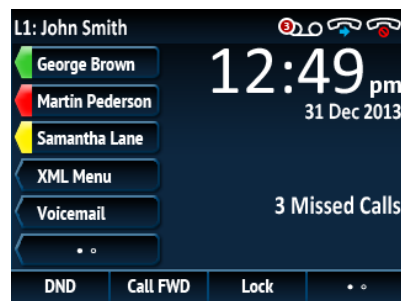 L1: John Smith
3
George Brown
12:49 pm
Martin Pederson
31 Dec 2013
Samantha Lane
XML Menu
Voicemail
3 Missed Calls
DND
Call FWD
Lock